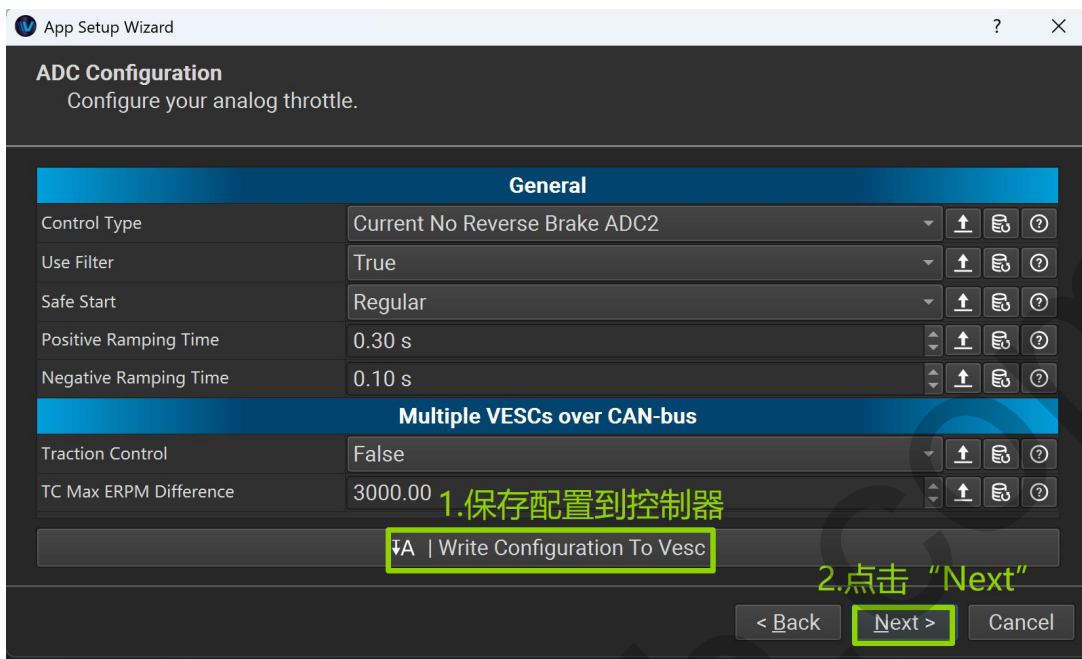 App Setup Wizard ?
ADC Configuration
Configure your analog throttle.
General
Control Type Current No Reverse Brake ADC2
Use Filter True
Safe Start Regular
Positive Ramping Time 0.30 s
Negative Ramping Time 0.10 s
Multiple VESCs over CAN-bus
Traction Control False
TC Max ERPM Difference 3000.00
1.保存配置到控制器
A | Write Configuration To Vesc
2.点击“Next”
< Back Next > Cancel